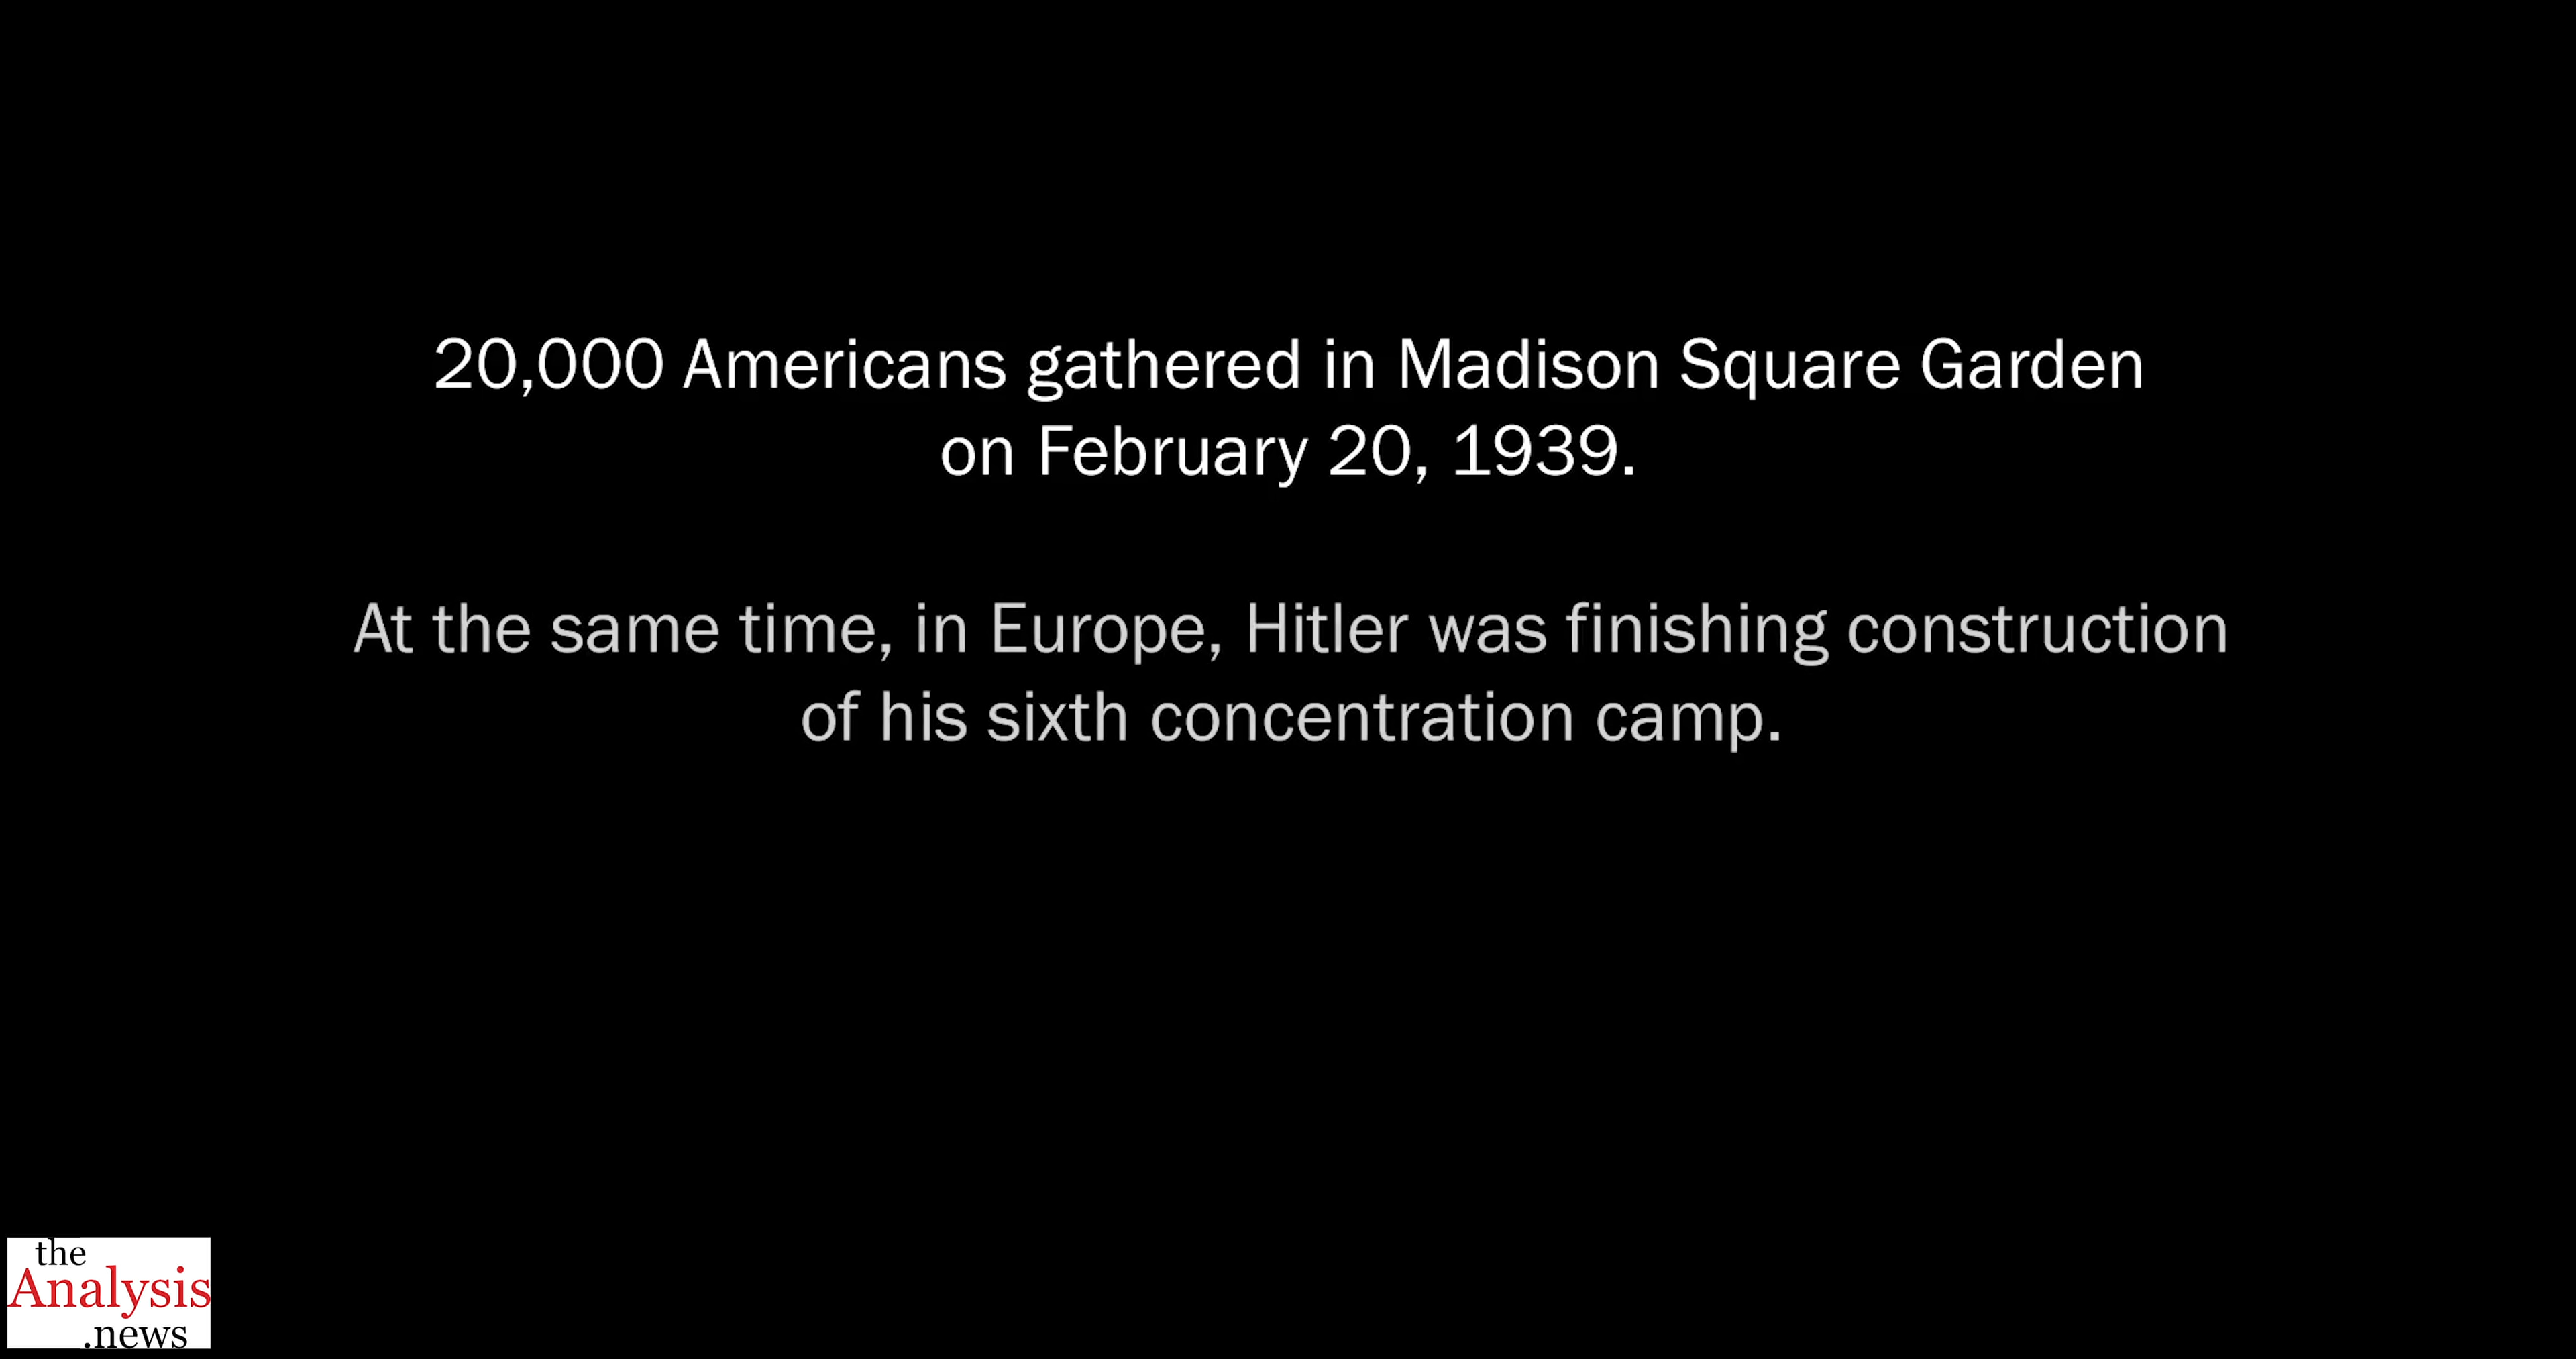 20,000 Americans gathered in Madison Square Garden
on February 20, 1939.
At the same time, in Europe, Hitler was finishing construction
of his sixth concentration camp.
the
Analysis
.news